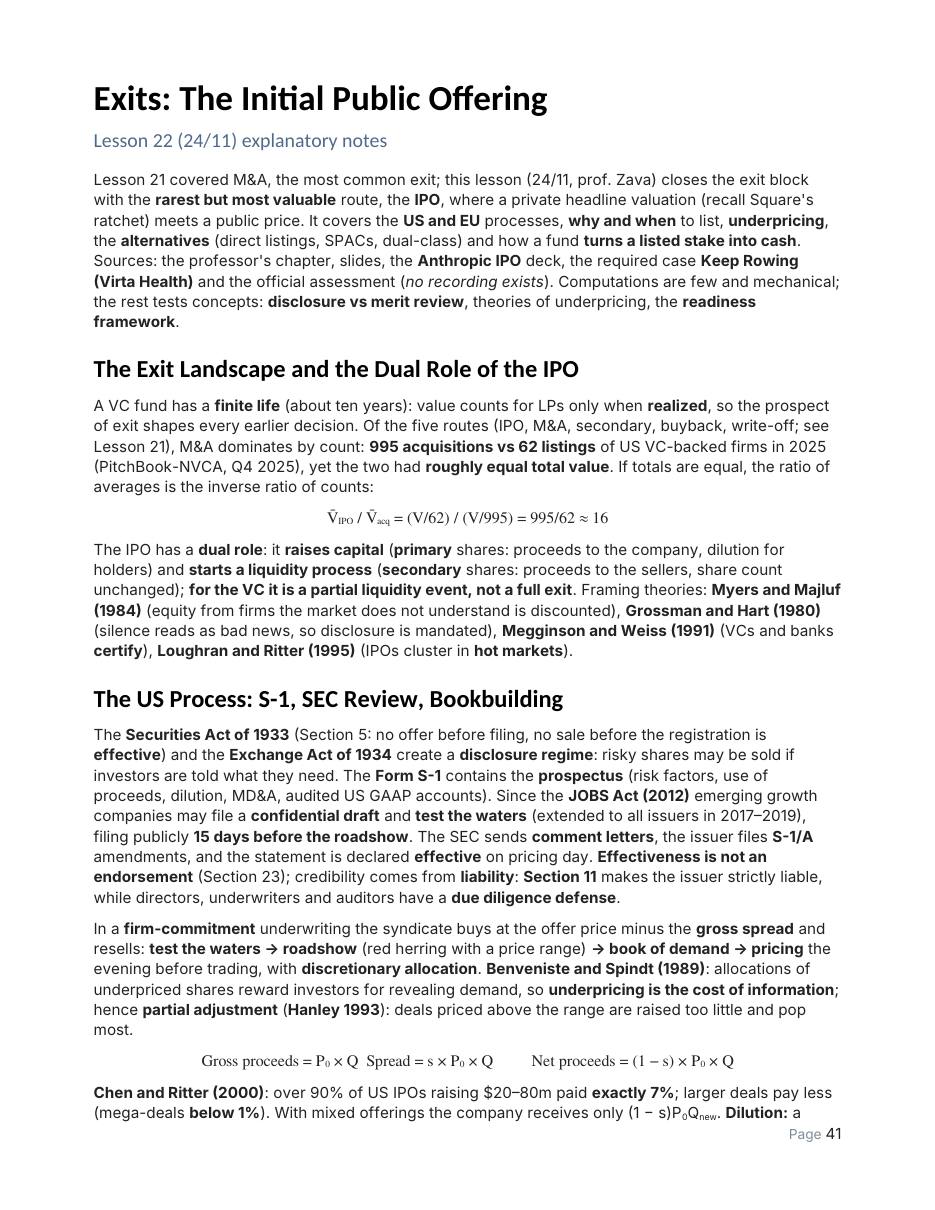 Exits: The Initial Public Offering
Lesson 22 (24/11) explanatory notes
Lesson 21 covered M&A, the most common exit; this lesson (24/11, prof. Zava) closes the exit block
with the rarest but most valuable route, the IPO, where a private headline valuation (recall Square's
ratchet) meets a public price. It covers the US and EU processes, why and when to list, underpricing,
the alternatives (direct listings, SPACs, dual-class) and how a fund turns a listed stake into cash.
Sources: the professor's chapter, slides, the Anthropic IPO deck, the required case Keep Rowing
(Virta Health) and the official assessment (no recording exists). Computations are few and mechanical;
the rest tests concepts: disclosure vs merit review, theories of underpricing, the readiness
framework.
The Exit Landscape and the Dual Role of the IPO
A VC fund has a finite life (about ten years): value counts for LPs only when realized, so the prospect
of exit shapes every earlier decision. Of the five routes (IPO, M&A, secondary, buyback, write-off; see
Lesson 21), M&A dominates by count: 995 acquisitions vs 62 listings of US VC-backed firms in 2025
(PitchBook-NVCA, Q4 2025), yet the two had roughly equal total value. If totals are equal, the ratio of
averages is the inverse ratio of counts:
V̄IPO / V̄acq = (V/62) / (V/995) = 995/62 ≈ 16
The IPO has a dual role: it raises capital (primary shares: proceeds to the company, dilution for
holders) and starts a liquidity process (secondary shares: proceeds to the sellers, share count
unchanged); for the VC it is a partial liquidity event, not a full exit. Framing theories: Myers and Majluf
(1984) (equity from firms the market does not understand is discounted), Grossman and Hart (1980)
(silence reads as bad news, so disclosure is mandated), Megginson and Weiss (1991) (VCs and banks
certify), Loughran and Ritter (1995) (IPOs cluster in hot markets).
The US Process: S-1, SEC Review, Bookbuilding
The Securities Act of 1933 (Section 5: no offer before filing, no sale before the registration is
effective) and the Exchange Act of 1934 create a disclosure regime: risky shares may be sold if
investors are told what they need. The Form S-1 contains the prospectus (risk factors, use of
proceeds, dilution, MD&A, audited US GAAP accounts). Since the JOBS Act (2012) emerging growth
companies may file a confidential draft and test the waters (extended to all issuers in 2017–2019),
filing publicly 15 days before the roadshow. The SEC sends comment letters, the issuer files S-1/A
amendments, and the statement is declared effective on pricing day. Effectiveness is not an
endorsement (Section 23); credibility comes from liability: Section 11 makes the issuer strictly liable,
while directors, underwriters and auditors have a due diligence defense.
In a firm-commitment underwriting the syndicate buys at the offer price minus the gross spread and
resells: test the waters → roadshow (red herring with a price range) → book of demand → pricing the
evening before trading, with discretionary allocation. Benveniste and Spindt (1989): allocations of
underpriced shares reward investors for revealing demand, so underpricing is the cost of information;
hence partial adjustment (Hanley 1993): deals priced above the range are raised too little and pop
most.
Gross proceeds = P₀ × Q Spread = s × P₀ × Q Net proceeds = (1 − s) × P₀ × Q
Chen and Ritter (2000): over 90% of US IPOs raising $20–80m paid exactly 7%; larger deals pay less
(mega-deals below 1%). With mixed offerings the company receives only (1 − s)P₀Qnew. Dilution: a
Page 41